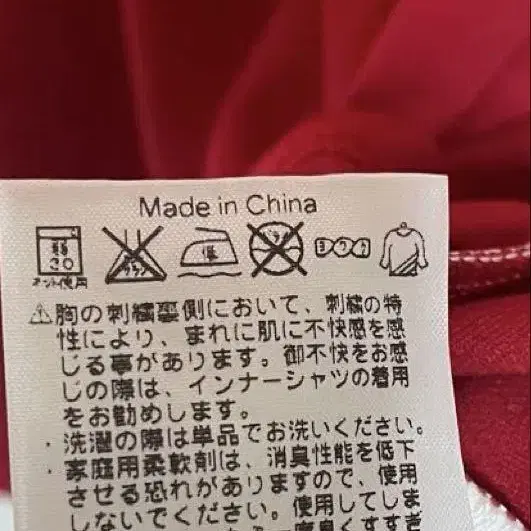 Made in China
弱
30
ネット使用
低
ヨワク
⚠胸の刺繍裏側において、刺繍の特
性により、まれに肌に不快感を感
じる事があります。御不快をお感
じの際は、インナーシャツの着用
をお勧めします。
・洗濯の際は単品でお洗いください。
・家庭用柔軟剤は、消臭性能を低下
させる恐れがありますので、使用
しないでください。使用してしま